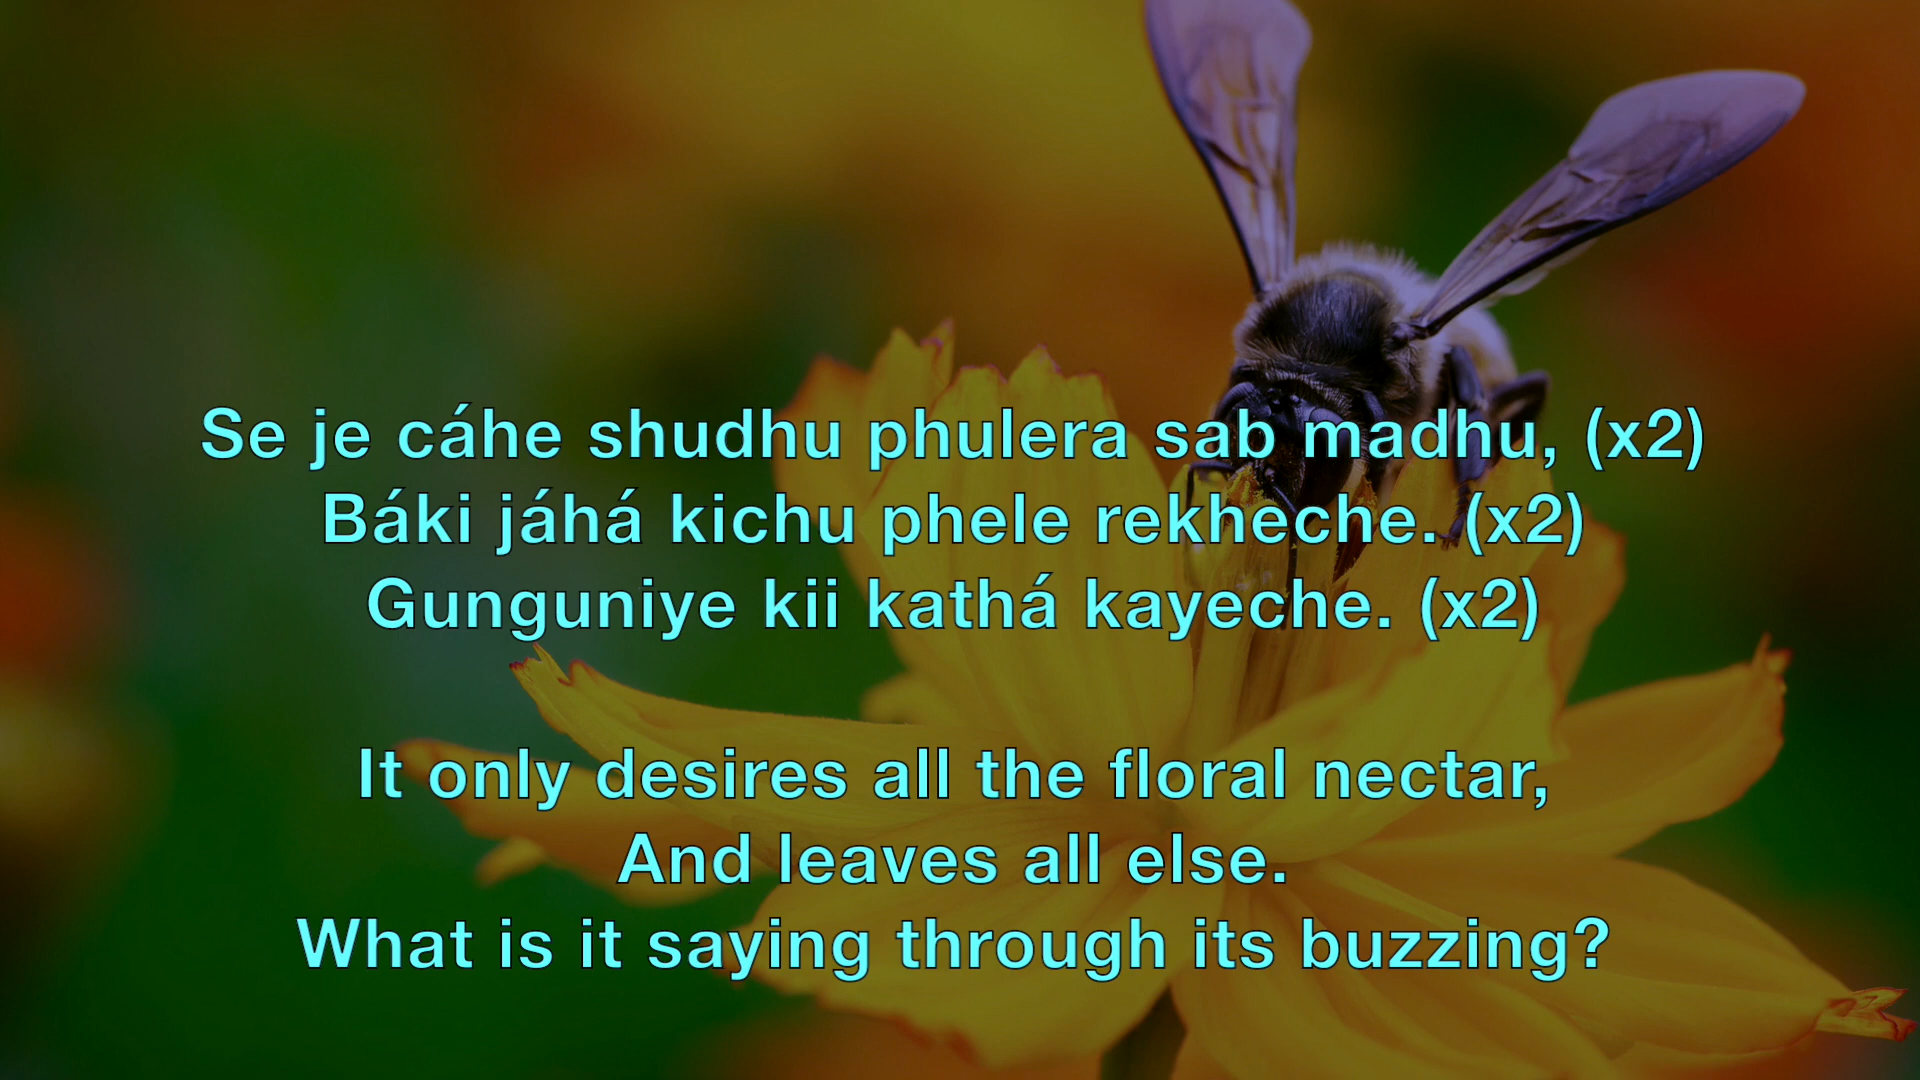 Se je cáhe shudhu phulera sab madhu, (x2)
Báki jáhá kichu phele rekheche. (x2)
Gunguniye kii kathá kayeche. (x2)
It only desires all the floral nectar,
And leaves all else.
What is it saying through its buzzing?